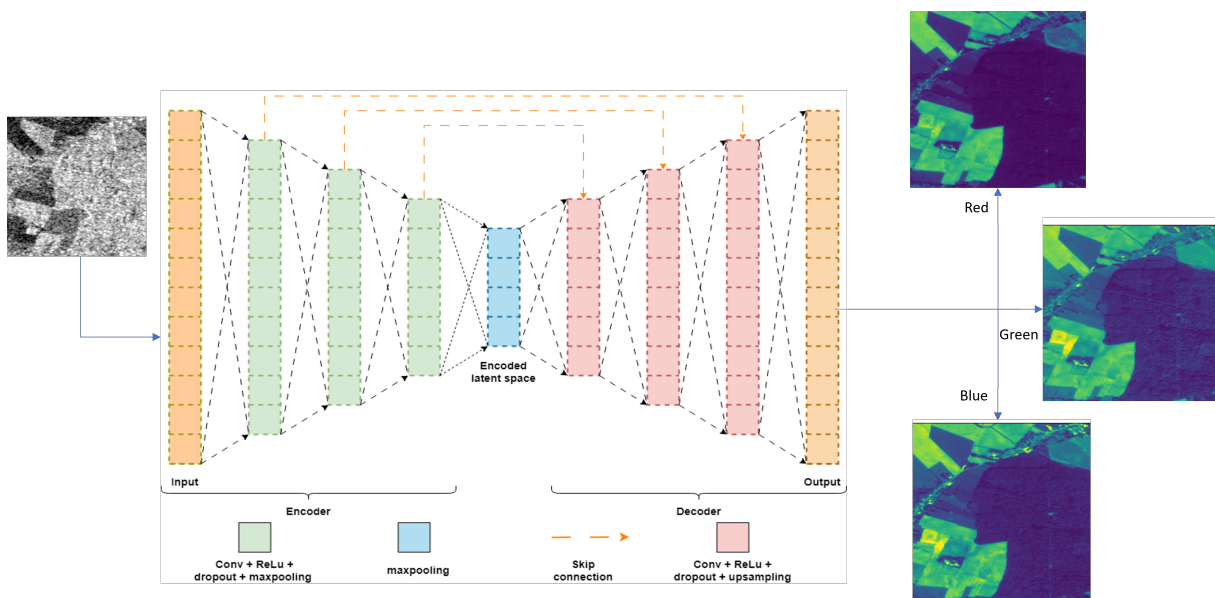 Red
Green
Blue
Encoded
latent space
Input
Output
Encoder
Decoder
Conv + ReLu +
dropout + maxpooling
maxpooling
Skip
connection
Conv + ReLu +
dropout + upsampling